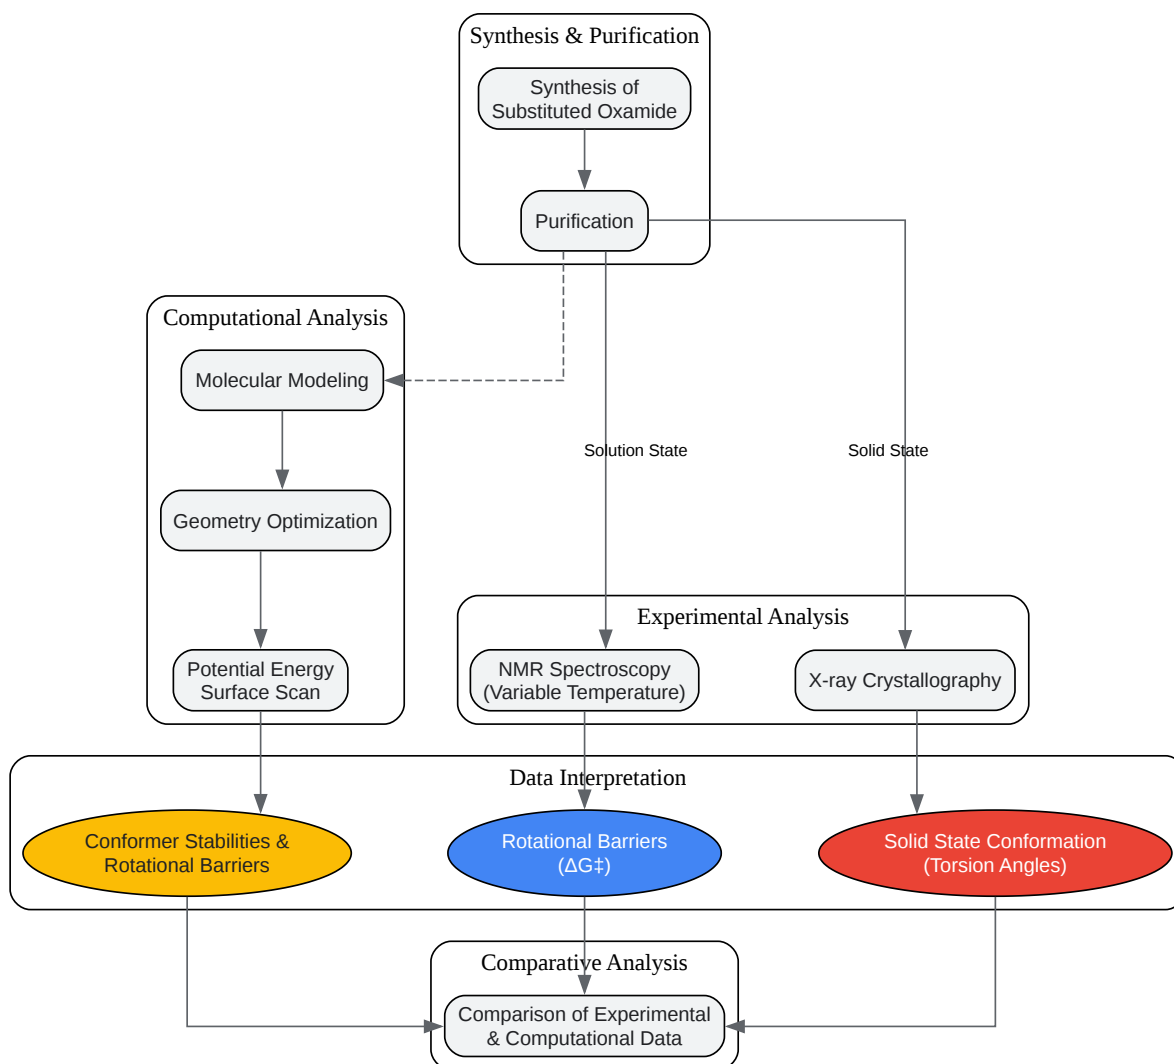 Synthesis & Purification
Synthesis of
Substituted Oxamide
Purification
Computational Analysis
Molecular Modeling
Solution State
Solid State
Geometry Optimization
Experimental Analysis
Potential Energy
Surface Scan
NMR Spectroscopy
(Variable Temperature)
X-ray Crystallography
Data Interpretation
Conformer Stabilities &
Rotational Barriers
Rotational Barriers
(ΔG‡)
Solid State Conformation
(Torsion Angles)
Comparative Analysis
Comparison of Experimental
& Computational Data